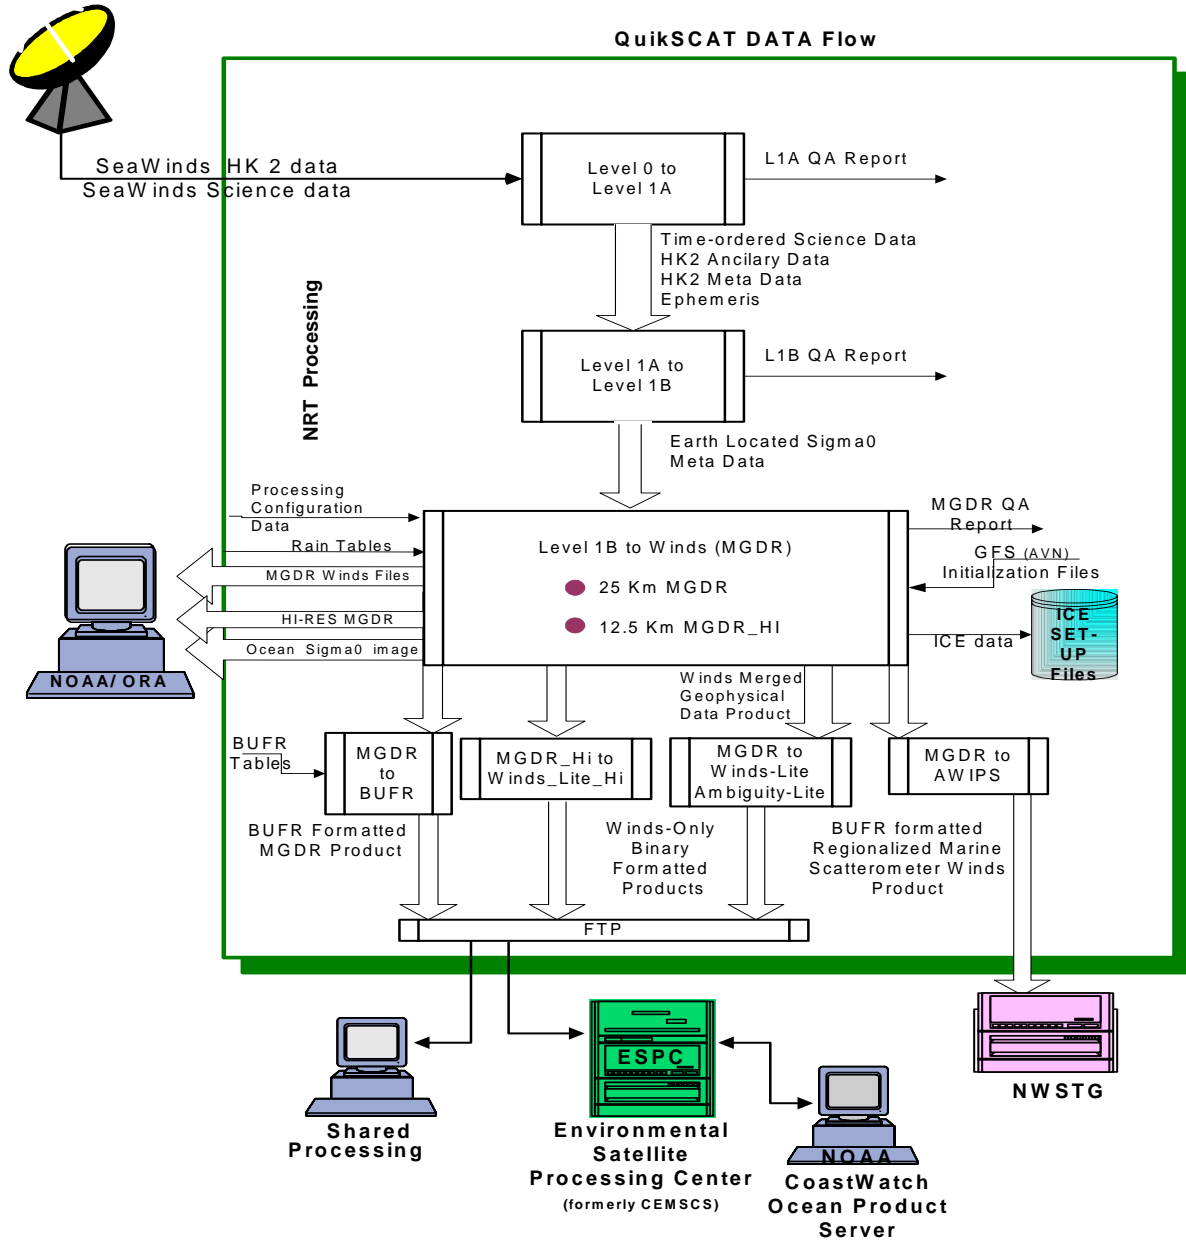 QuikSCAT DATA Flow
SeaWinds HK 2 data
SeaWinds Science data
Level 0 to
Level 1A
L1A QA Report
Time-ordered Science Data
HK2 Ancilary Data
HK2 Meta Data
Ephemeris
NRT Processing
Level 1A to
Level 1B
L1B QA Report
Earth Located Sigma0
Meta Data
Processing
Configuration
Data
Rain Tables
MGDR Winds Files
HI-RES MGDR
Ocean Sigma0 image
NOAA/ORA
Level 1B to Winds (MGDR)
25 Km MGDR
12.5 Km MGDR_HI
MGDR QA
Report
GFS (AVN)
Initialization Files
ICE data
ICE
SET-
UP
Files
Winds Merged
Geophysical
Data Product
BUFR
Tables
MGDR
to
BUFR
MGDR_Hi to
Winds_Lite_Hi
MGDR to
Winds-Lite
Ambiguity-Lite
MGDR to
AWIPS
BUFR Formatted
MGDR Product
Winds-Only
Binary
Formatted
Products
BUFR formatted
Regionalized Marine
Scatterometer Winds
Product
FTP
Shared
Processing
ESPC
Environmental
Satellite
Processing Center
(formerly CEMSCS)
NOAA
CoastWatch
Ocean Product
Server
NWSTG